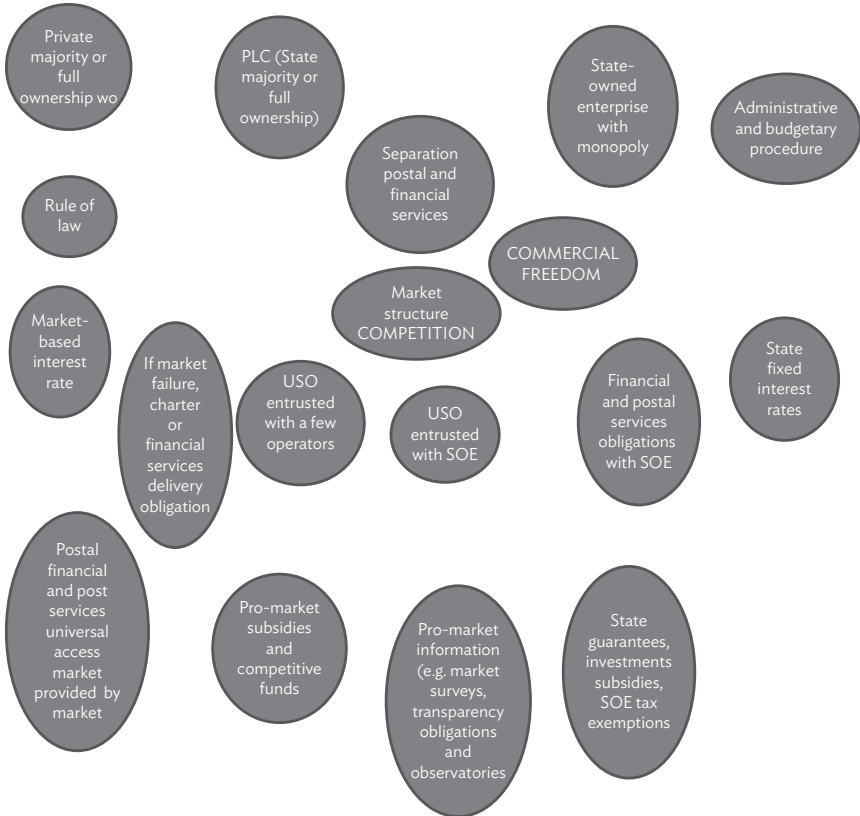 Private
majority or
full
ownership wo
PLC (State
majority or
full
ownership)
State-
owned
enterprise
with
monopoly
Administrative
and budgetary
procedure
Separation
postal and
financial
services
Rule of
law
COMMERCIAL
FREEDOM
Market
structure
COMPETITION
Market-
based
interest
rate
If market
failure,
charter
or
financial
services
delivery
obligation
USO
entrusted
with a few
operators
USO
entrusted
with SOE
Financial
and postal
services
obligations
with SOE
State
fixed
interest
rates
Postal
financial
and post
services
universal
access
market
provided by
market
Pro-market
subsidies
and
competitive
funds
Pro-market
information
(e.g. market
surveys,
transparency
obligations
and
observatories
State
guarantees,
investments
subsidies,
SOE tax
exemptions